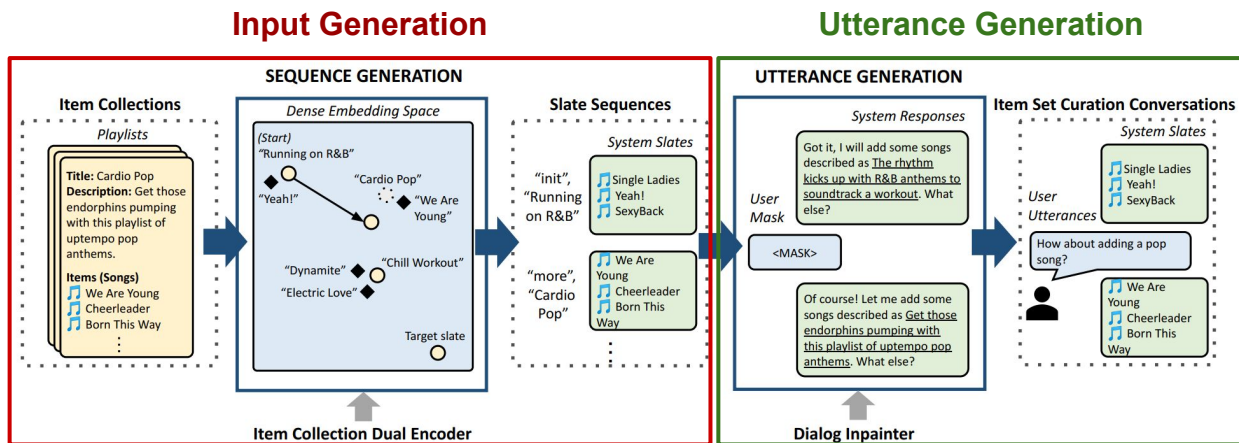 Input Generation
Utterance Generation
SEQUENCE GENERATION
Item Collections
Playlists
Title: Cardio Pop
Description: Get those
endorphins pumping
with this playlist of
uptempo pop
anthems.
Items (Songs)
We Are Young
Cheerleader
Born This Way
⋮
Dense Embedding Space
(Start)
“Running on R&B”
“Yeah!”
“Cardio Pop”
“We Are
Young”
“Dynamite”
“Chill Workout”
“Electric Love”
Target slate
Item Collection Dual Encoder
Slate Sequences
System Slates
“init”,
“Running
on R&B”
Single Ladies
Yeah!
SexyBack
“more”,
“Cardio
Pop”
We Are
Young
Cheerleader
Born This
Way
⋮
UTTERANCE GENERATION
System Responses
Got it, I will add some songs
described as The rhythm
kicks up with R&B anthems to
soundtrack a workout. What
else?
User
Mask
<MASK>
Of course! Let me add some
songs described as Get those
endorphins pumping with
this playlist of uptempo pop
anthems. What else?
Dialog Inpainter
Item Set Curation Conversations
System Slates
Single Ladies
Yeah!
SexyBack
User
Utterances
How about adding a pop
song?
We Are
Young
Cheerleader
Born This
Way